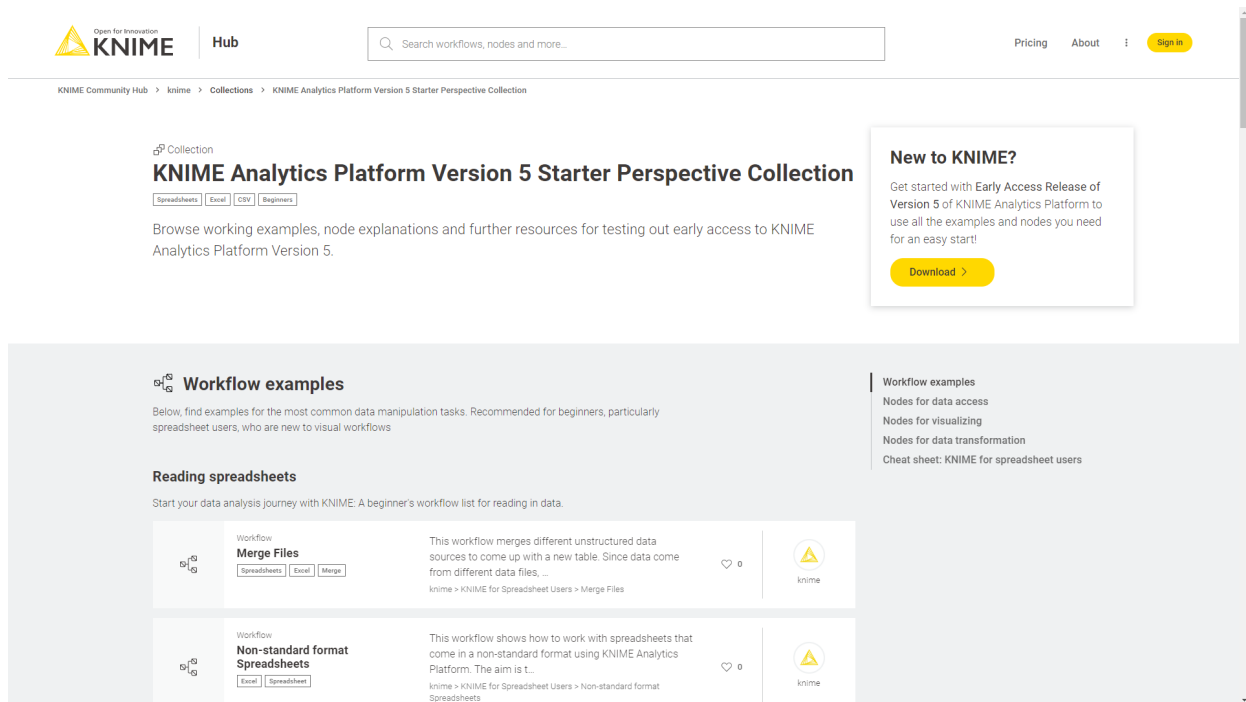 Open for Innovation
KNIME
Hub
Search workflows, nodes and more...
Pricing
About
Sign in
KNIME Community Hub > knime > Collections > KNIME Analytics Platform Version 5 Starter Perspective Collection
Collection
KNIME Analytics Platform Version 5 Starter Perspective Collection
Spreadsheets Excel CSV Beginners
Browse working examples, node explanations and further resources for testing out early access to KNIME
Analytics Platform Version 5.
New to KNIME?
Get started with Early Access Release of
Version 5 of KNIME Analytics Platform to
use all the examples and nodes you need
for an easy start!
Download >
Workflow examples
Below, find examples for the most common data manipulation tasks. Recommended for beginners, particularly
spreadsheet users, who are new to visual workflows
Workflow examples
Nodes for data access
Nodes for visualizing
Nodes for data transformation
Cheat sheet: KNIME for spreadsheet users
Reading spreadsheets
Start your data analysis journey with KNIME: A beginner's workflow list for reading in data.
Workflow
Merge Files
Spreadsheets Excel Merge
This workflow merges different unstructured data
sources to come up with a new table. Since data come
from different data files, ...
knime > KNIME for Spreadsheet Users > Merge Files
0
knime
Workflow
Non-standard format
Spreadsheets
Excel Spreadsheet
This workflow shows how to work with spreadsheets that
come in a non-standard format using KNIME Analytics
Platform. The aim is t...
knime > KNIME for Spreadsheet Users > Non-standard format
Spreadsheets
0
knime